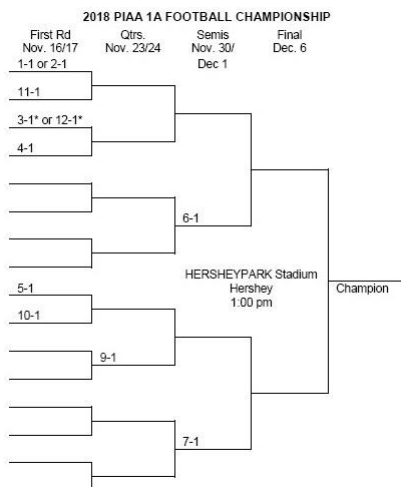 2018 PIAA 1A FOOTBALL CHAMPIONSHIP
First Rd Qtrs. Semis Final
Nov. 16/17 Nov. 23/24 Nov. 30/ Dec. 6
Dec 1
1-1 or 2-1
11-1
3-1* or 12-1*
4-1
6-1
HERSHEYPARK Stadium
Hershey
1:00 pm
Champion
5-1
10-1
9-1
7-1